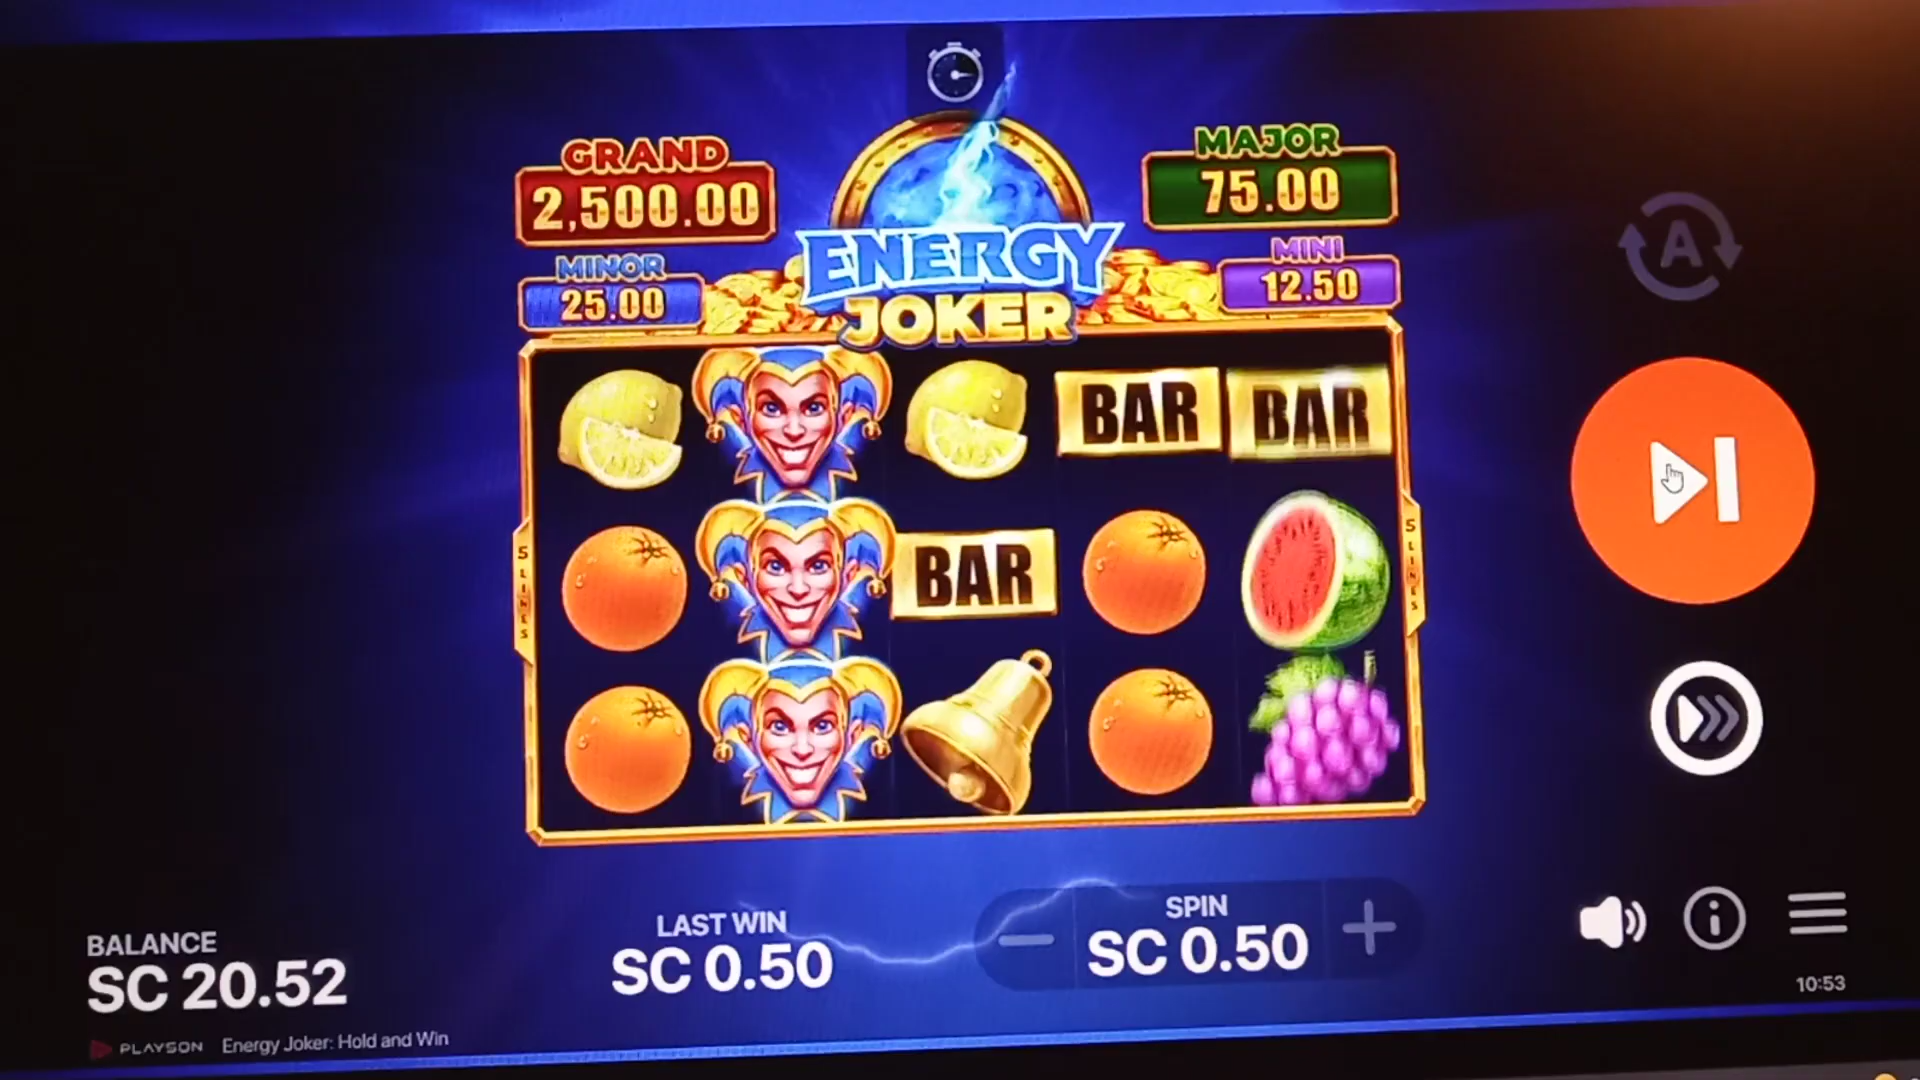 GRAND
2,500.00
MAJOR
75.00
MINOR
25.00
MINI
12.50
ENERGY
JOKER
BAR
BAR
BAR
5 LINES
5 LINES
A
BALANCE
SC 20.52
LAST WIN
SC 0.50
SPIN
SC 0.50
10:53
PLAYSON
Energy Joker: Hold and Win